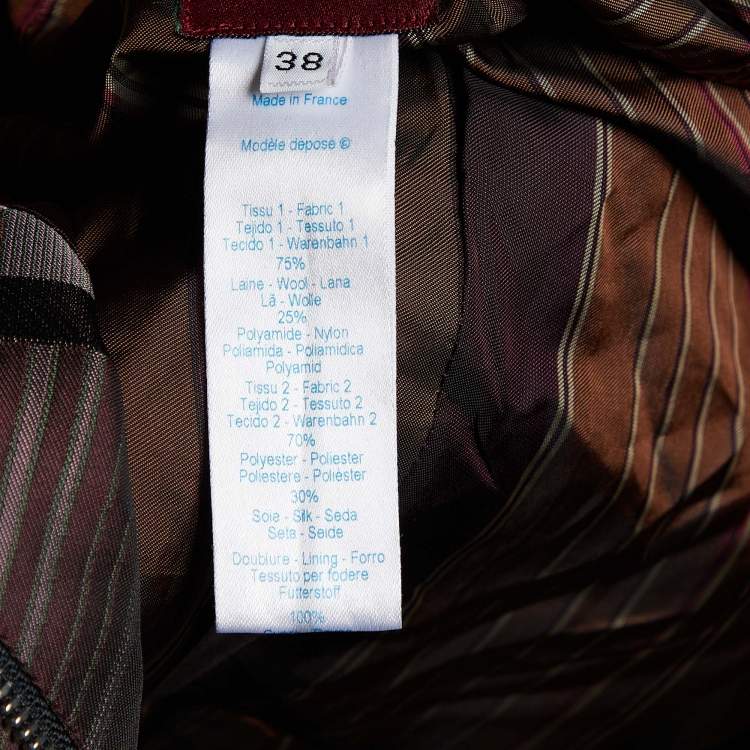 38
Made in France
Modèle depose ©
Tissu 1 - Fabric 1
Tejido 1 - Tessuto 1
Tecido 1 - Warenbahn 1
75%
Laine - Wool - Lana
Lã - Wolle
25%
Polyamide - Nylon
Poliamida - Poliamidica
Polyamid
Tissu 2 - Fabric 2
Tejido 2 - Tessuto 2
Tecido 2 - Warenbahn 2
70%
Polyester - Poliester
Poliestere - Poliéster
30%
Soie - Silk - Seda
Seta - Seide
Doublure - Lining - Forro
Tessuto per fodere
Futterstoff
100%